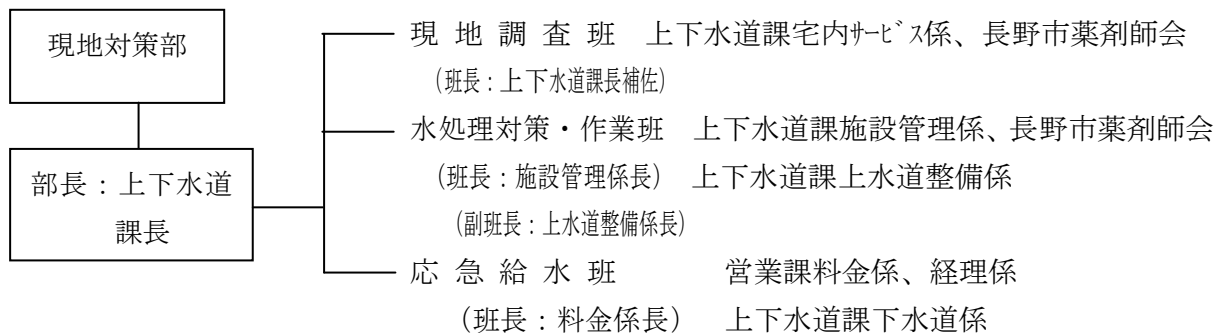 現地対策部
部長：上下水道
課長
現 地 調 査 班　上下水道課宅内ｻｰﾋﾞｽ係、長野市薬剤師会
（班長：上下水道課長補佐）
水処理対策・作業班　上下水道課施設管理係、長野市薬剤師会
（班長：施設管理係長）　上下水道課上水道整備係
（副班長：上水道整備係長）
応 急 給 水 班　営業課料金係、経理係
（班長：料金係長）　上下水道課下水道係